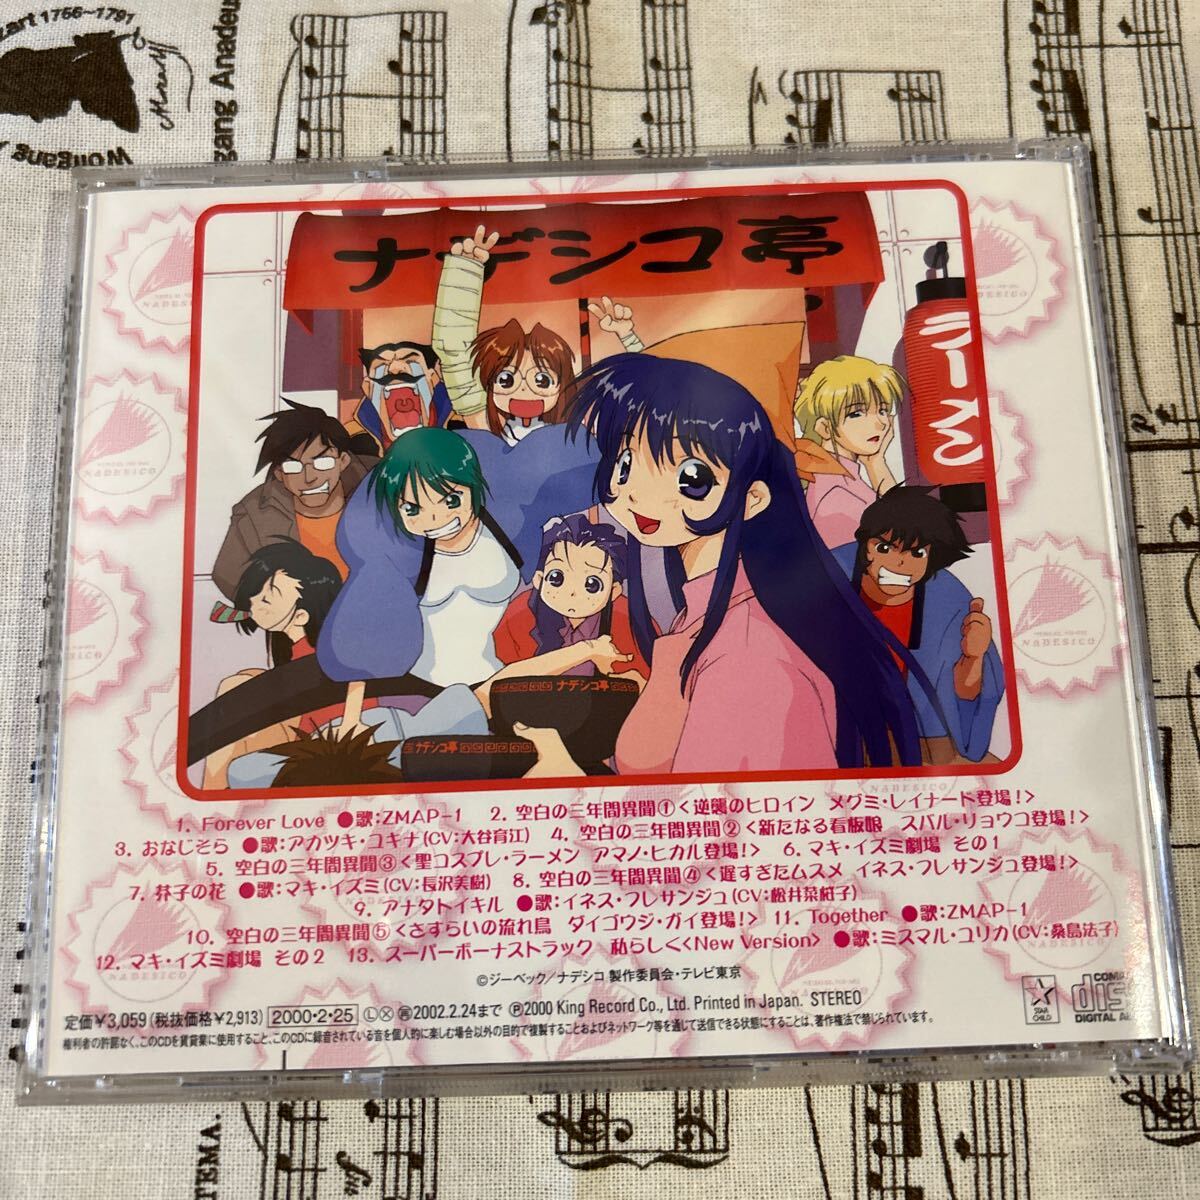 zart 1756~1791
Wolfgang Amadeus
Wolfgang
ナデシコ亭
ラーメン
NADESICO
ナデシコ亭
ナデシコ亭
1. Forever Love ●歌:ZMAP-1 2. 空白の三年間異聞①<逆襲のヒロイン メグミ・レイナード登場!>
3. おなじそら ●歌:アカツキ・ユキナ(CV:大谷育江) 4. 空白の三年間異聞②<新たなる看板娘 スバル・リョウコ登場!>
5. 空白の三年間異聞③<聖コスプレ・ラーメン アマノ・ヒカル登場!> 6. マキ・イズミ劇場 その1
7. 芥子の花 ●歌:マキ・イズミ(CV:長沢美樹) 8. 空白の三年間異聞④<遅すぎたムスメ イネス・フレサンジュ登場!>
9. アナタトイキル ●歌:イネス・フレサンジュ(CV:松井菜桜子)
10. 空白の三年間異聞⑤<さすらいの流れ鳥 ダイゴウジ・ガイ登場!> 11. Together ●歌:ZMAP-1
12. マキ・イズミ劇場 その2 13. スーパーボーナストラック 私らしく<New Version> ●歌:ミスマル・ユリカ(CV:桑島法子)
©ジーベック/ナデシコ 製作委員会・テレビ東京
定価¥3,059(税抜価格¥2,913) 2000・2・25 Ⓛ Ⓧ 再 2002.2.24まで ℗2000 King Record Co., Ltd. Printed in Japan. STEREO
権利者の許諾なく、このCDを賃貸業に使用すること、このCDに録音されている音を個人的に楽しむ場合以外の目的で複製することおよびネットワーク等を通じて送信できる状態にすることは、著作権法で禁じられています。
STAR CHILD
COMPA
disc
DIGITAL AU
TEMA.